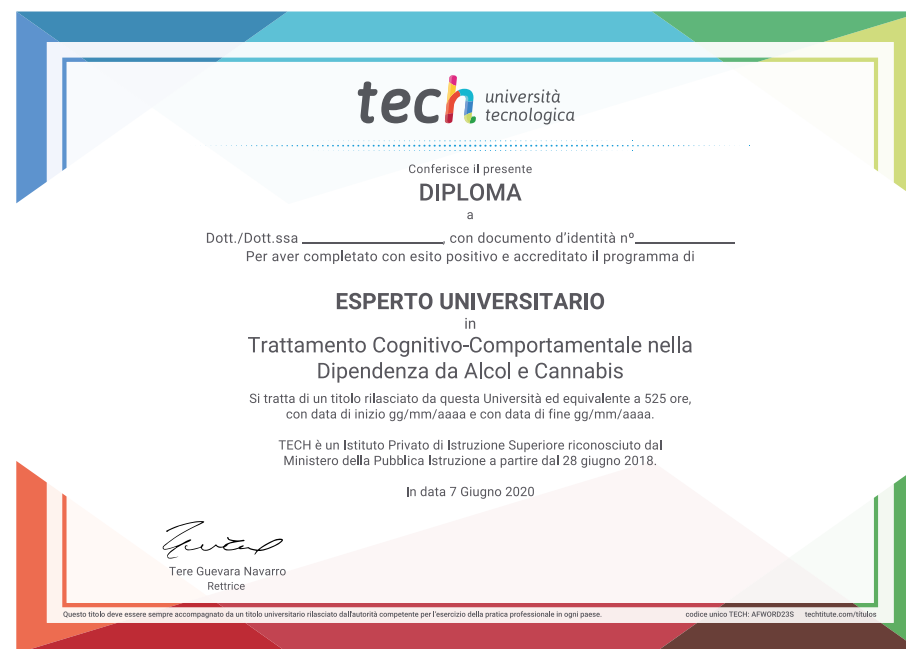 tech università
tecnologica
Conferisce il presente
DIPLOMA
a
Dott./Dott.ssa ____________________, con documento d'identità nº______________
Per aver completato con esito positivo e accreditato il programma di
ESPERTO UNIVERSITARIO
in
Trattamento Cognitivo-Comportamentale nella
Dipendenza da Alcol e Cannabis
Si tratta di un titolo rilasciato da questa Università ed equivalente a 525 ore,
con data di inizio gg/mm/aaaa e con data di fine gg/mm/aaaa.
TECH è un Istituto Privato di Istruzione Superiore riconosciuto dal
Ministero della Pubblica Istruzione a partire dal 28 giugno 2018.
In data 7 Giugno 2020
Tere Guevara Navarro
Rettrice
Questo titolo deve essere sempre accompagnato da un titolo universitario rilasciato dall'autorità competente per l'esercizio della pratica professionale in ogni paese. codice unico TECH: AFWORD23S techtitute.com/títulos